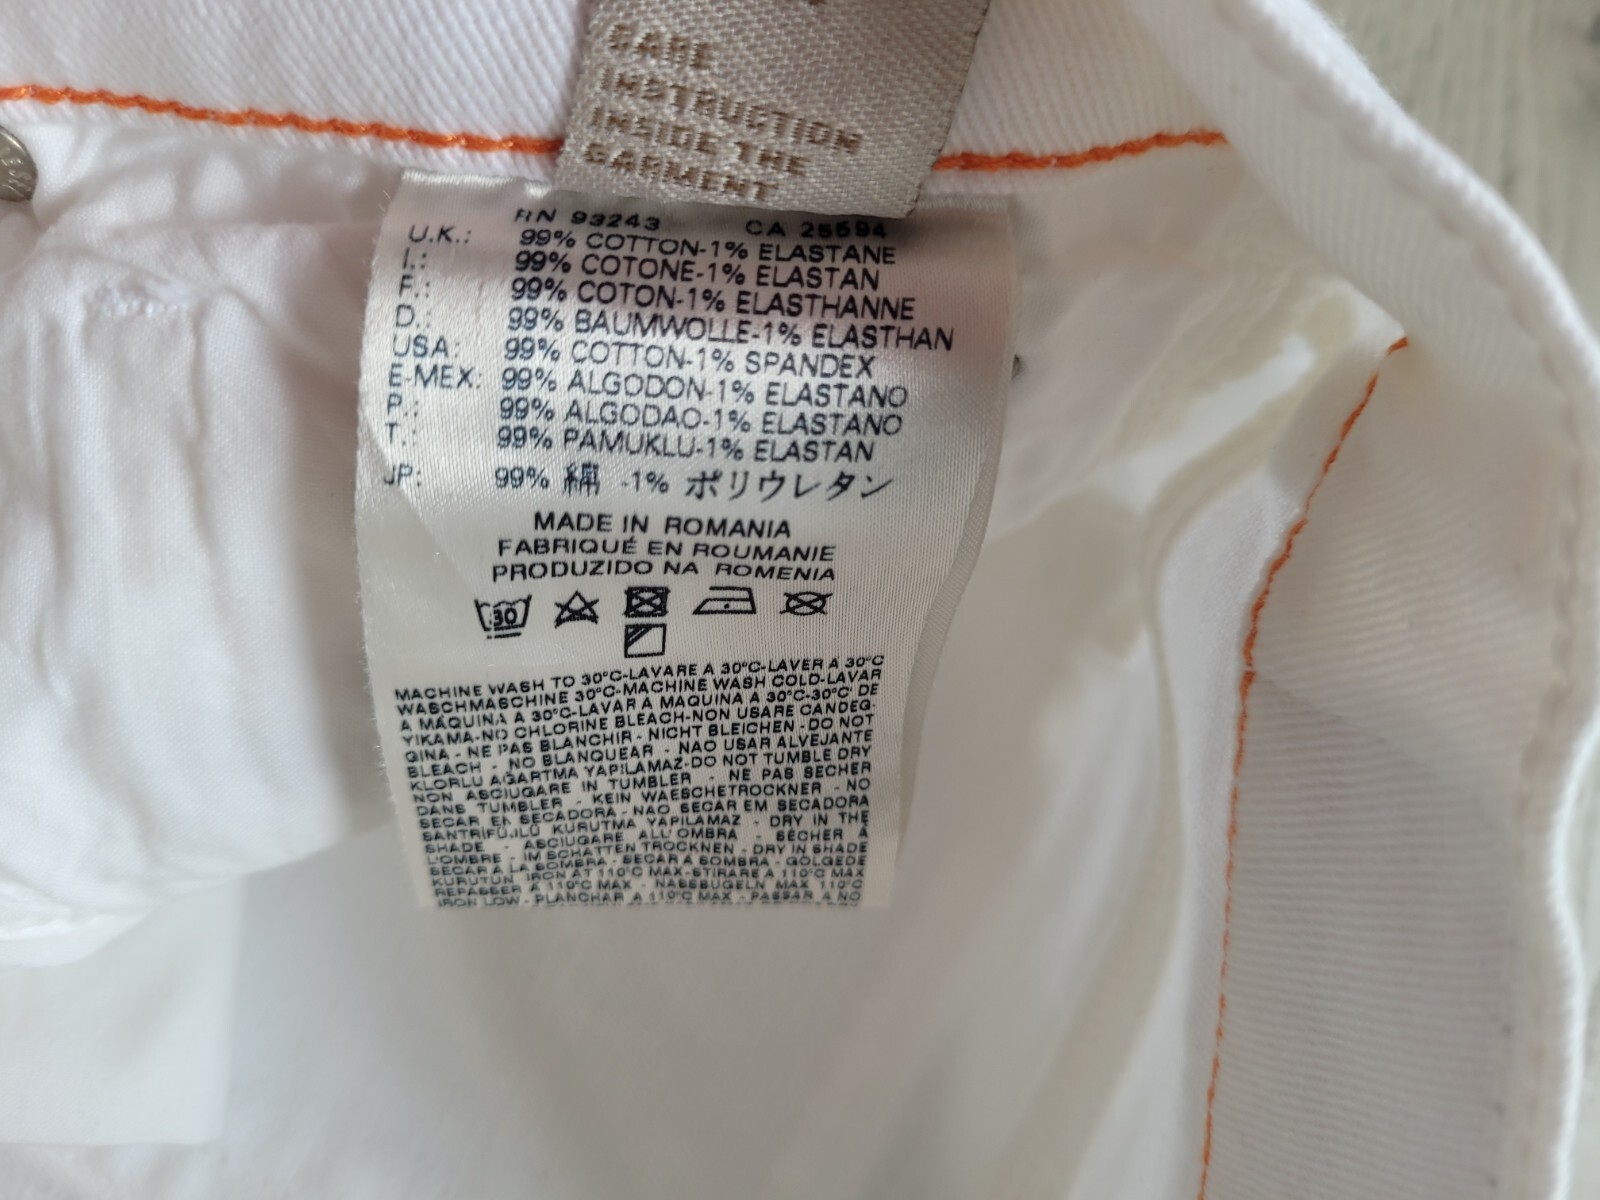 CARE
INSTRUCTION
INSIDE THE
GARMENT
RN 93243 CA 25594
U.K.: 99% COTTON-1% ELASTANE
I.: 99% COTONE-1% ELASTAN
F.: 99% COTON-1% ELASTHANNE
D.: 99% BAUMWOLLE-1% ELASTHAN
USA: 99% COTTON-1% SPANDEX
E-MEX: 99% ALGODON-1% ELASTANO
P.: 99% ALGODAO-1% ELASTANO
T.: 99% PAMUKLU-1% ELASTAN
JP: 99% 綿 -1% ポリウレタン
MADE IN ROMANIA
FABRIQUÉ EN ROUMANIE
PRODUZIDO NA ROMENIA
30
MACHINE WASH TO 30°C-LAVARE A 30°C-LAVER A 30°C
WASCHMASCHINE 30°C-MACHINE WASH COLD-LAVAR
A MAQUINA A 30°C-LAVAR A MAQUINA A 30°C-30°C' DE
YIKAMA-NO CHLORINE BLEACH-NON USARE CANDEG-
GINA - NE PAS BLANCHIR - NICHT BLEICHEN - DO NOT
BLEACH - NO BLANQUEAR - NAO USAR ALVEJANTE
KLORLU AĞARTMA YAPILAMAZ-DO NOT TUMBLE DRY
NON ASCIUGARE IN TUMBLER - NE PAS SECHER
DANS TUMBLER - KEIN WAESCHETROCKNER - NO
SECAR EN SECADORA - NAO SECAR EM SECADORA
SANTRIFÜJLÜ KURUTMA YAPILAMAZ - DRY IN THE
SHADE - ASCIUGARE ALL'OMBRA - SÉCHER À
L'OMBRE - IM SCHATTEN TROCKNEN - DRY IN SHADE
SECAR A LA SOMBRA - SECAR A SOMBRA - GÖLGEDE
KURUTUN IRON AT 110°C MAX-STIRARE A 110°C MAX
REPASSER A 110°C MAX - NASSBUGELN MAX 110°C
IRON LOW - PLANCHAR A 110°C MAX - PASSAR A NO